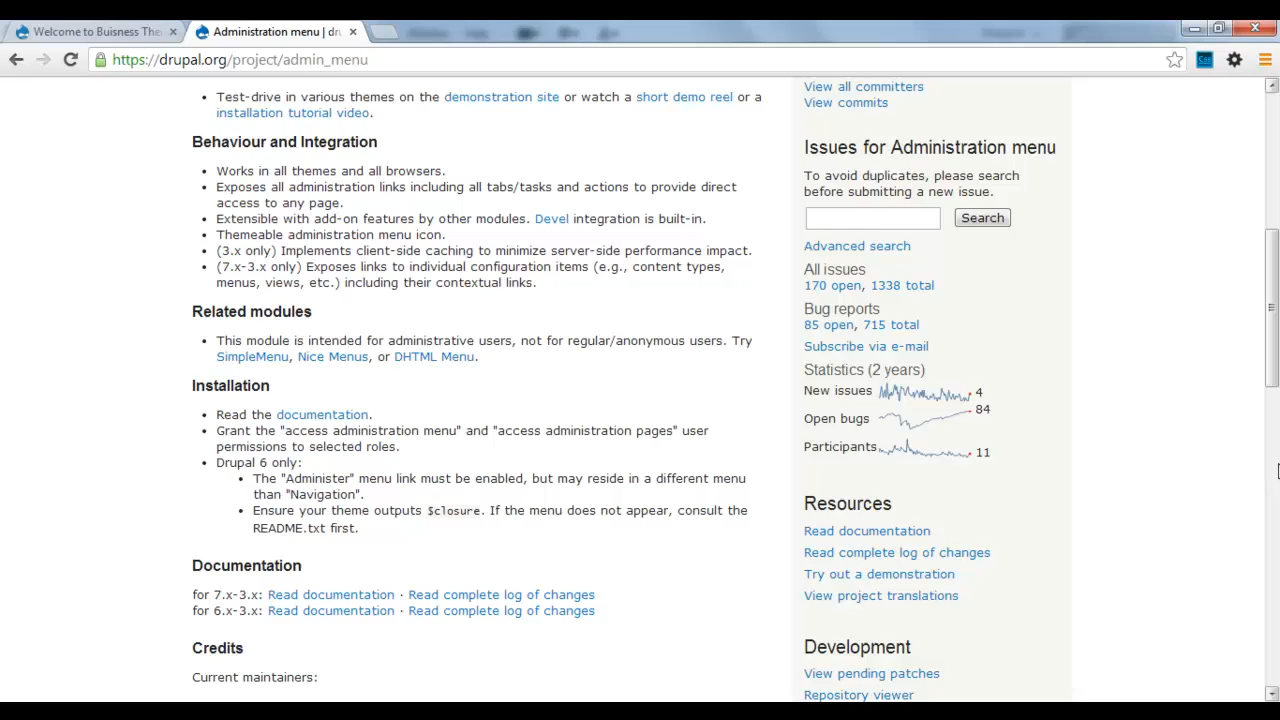 Welcome to Buisness The
Administration menu | dru
https://drupal.org/project/admin_menu
Test-drive in various themes on the demonstration site or watch a short demo reel or a
installation tutorial video.
Behaviour and Integration
Works in all themes and all browsers.
Exposes all administration links including all tabs/tasks and actions to provide direct
access to any page.
Extensible with add-on features by other modules. Devel integration is built-in.
Themeable administration menu icon.
(3.x only) Implements client-side caching to minimize server-side performance impact.
(7.x-3.x only) Exposes links to individual configuration items (e.g., content types,
menus, views, etc.) including their contextual links.
Related modules
This module is intended for administrative users, not for regular/anonymous users. Try
SimpleMenu, Nice Menus, or DHTML Menu.
Installation
Read the documentation.
Grant the "access administration menu" and "access administration pages" user
permissions to selected roles.
Drupal 6 only:
The "Administer" menu link must be enabled, but may reside in a different menu
than "Navigation".
Ensure your theme outputs $closure. If the menu does not appear, consult the
README.txt first.
Documentation
for 7.x-3.x: Read documentation · Read complete log of changes
for 6.x-3.x: Read documentation · Read complete log of changes
Credits
Current maintainers:
View all committers
View commits
Issues for Administration menu
To avoid duplicates, please search
before submitting a new issue.
Search
Advanced search
All issues
170 open, 1338 total
Bug reports
85 open, 715 total
Subscribe via e-mail
Statistics (2 years)
New issues 4
Open bugs 84
Participants 11
Resources
Read documentation
Read complete log of changes
Try out a demonstration
View project translations
Development
View pending patches
Repository viewer